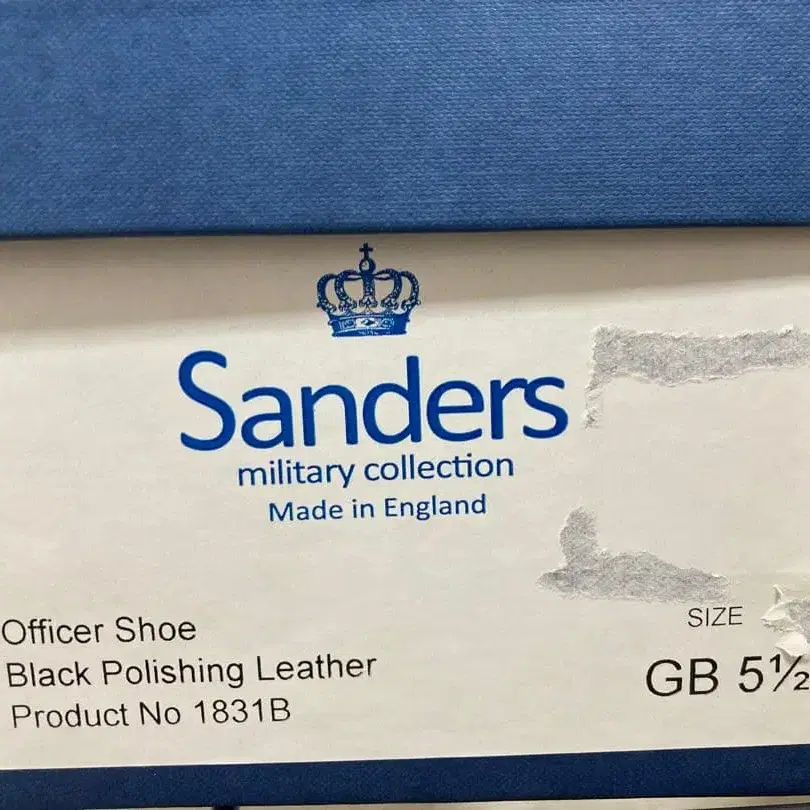 Sanders
military collection
Made in England
Officer Shoe
Black Polishing Leather
Product No 1831B
SIZE
GB 5½